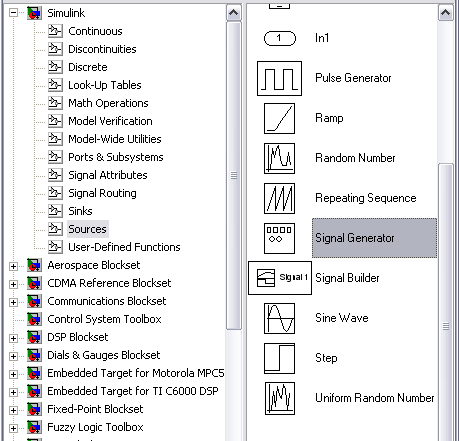 Simulink
Continuous
Discontinuities
Discrete
Look-Up Tables
Math Operations
Model Verification
Model-Wide Utilities
Ports & Subsystems
Signal Attributes
Signal Routing
Sinks
Sources
User-Defined Functions
Aerospace Blockset
CDMA Reference Blockset
Communications Blockset
Control System Toolbox
DSP Blockset
Dials & Gauges Blockset
Embedded Target for Motorola MPC5
Embedded Target for TI C6000 DSP
Fixed-Point Blockset
Fuzzy Logic Toolbox
1 In1
Pulse Generator
Ramp
Random Number
Repeating Sequence
Signal Generator
Signal 1 Signal Builder
Sine Wave
Step
Uniform Random Number